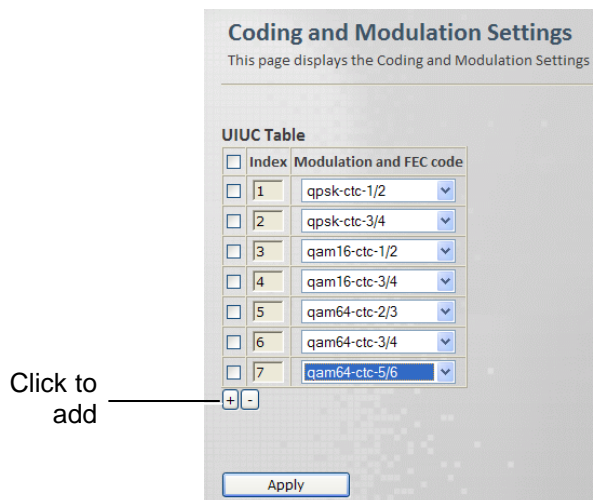 Coding and Modulation Settings
This page displays the Coding and Modulation Settings
UIUC Table
Index Modulation and FEC code
1 qpsk-ctc-1/2
2 qpsk-ctc-3/4
3 qam16-ctc-1/2
4 qam16-ctc-3/4
5 qam64-ctc-2/3
6 qam64-ctc-3/4
7 qam64-ctc-5/6
Click to
add
+ -
Apply